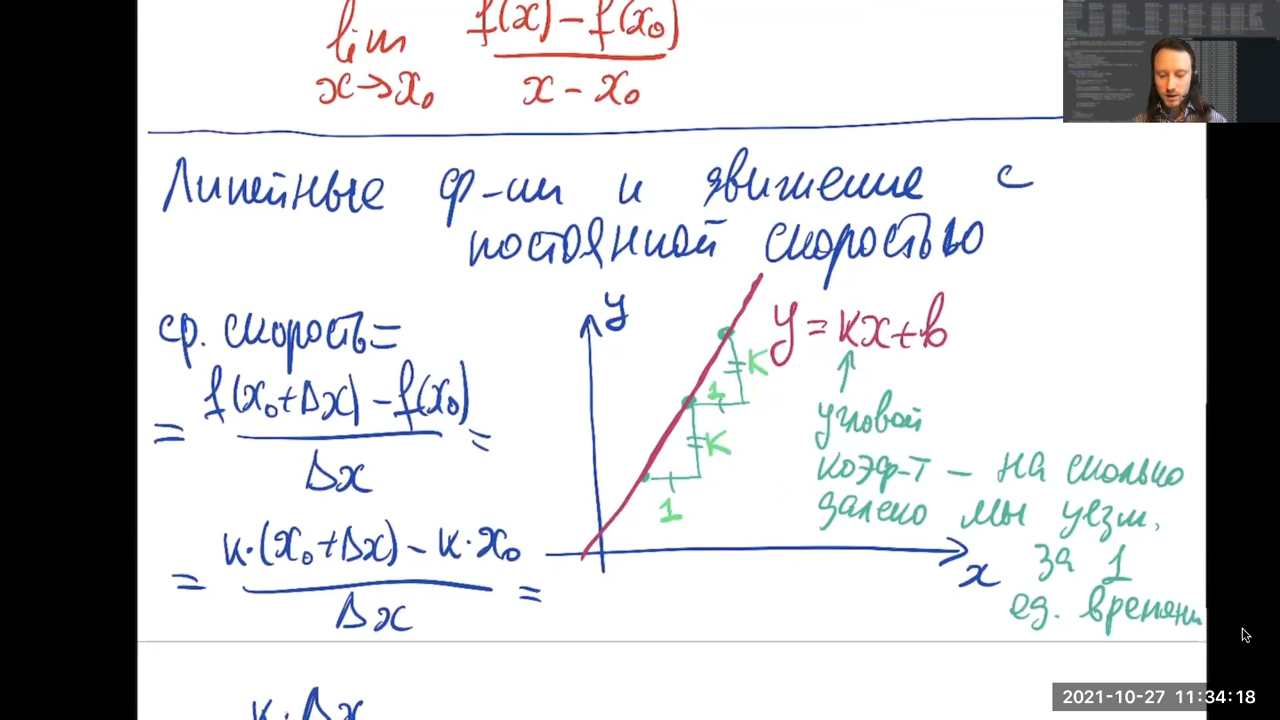 lim f(x) - f(x₀)
x→x₀ x - x₀
Линейные ф-ии и движение с
постоянной скоростью
ср. скорость =
= f(x₀+Δx) - f(x₀) =
Δx
= k·(x₀+Δx) - k·x₀ =
Δx
k·Δx
y
y = kx+b
K
1
K
1
x
угловой
коэф-т - на сколько
далеко мы уезж.
за 1
ед. времени
2021-10-27 11:34:18